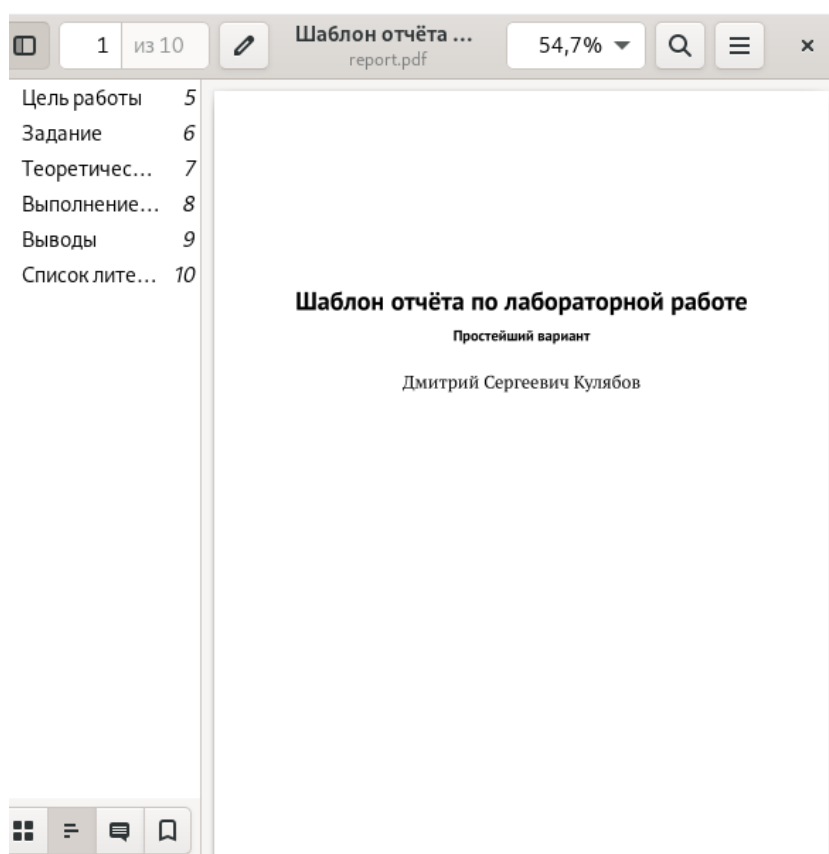 1 из 10
Шаблон отчёта ...
report.pdf
54,7%
Цель работы 5
Задание 6
Теоретичес... 7
Выполнение... 8
Выводы 9
Список лите... 10
Шаблон отчёта по лабораторной работе
Простейший вариант
Дмитрий Сергеевич Кулябов